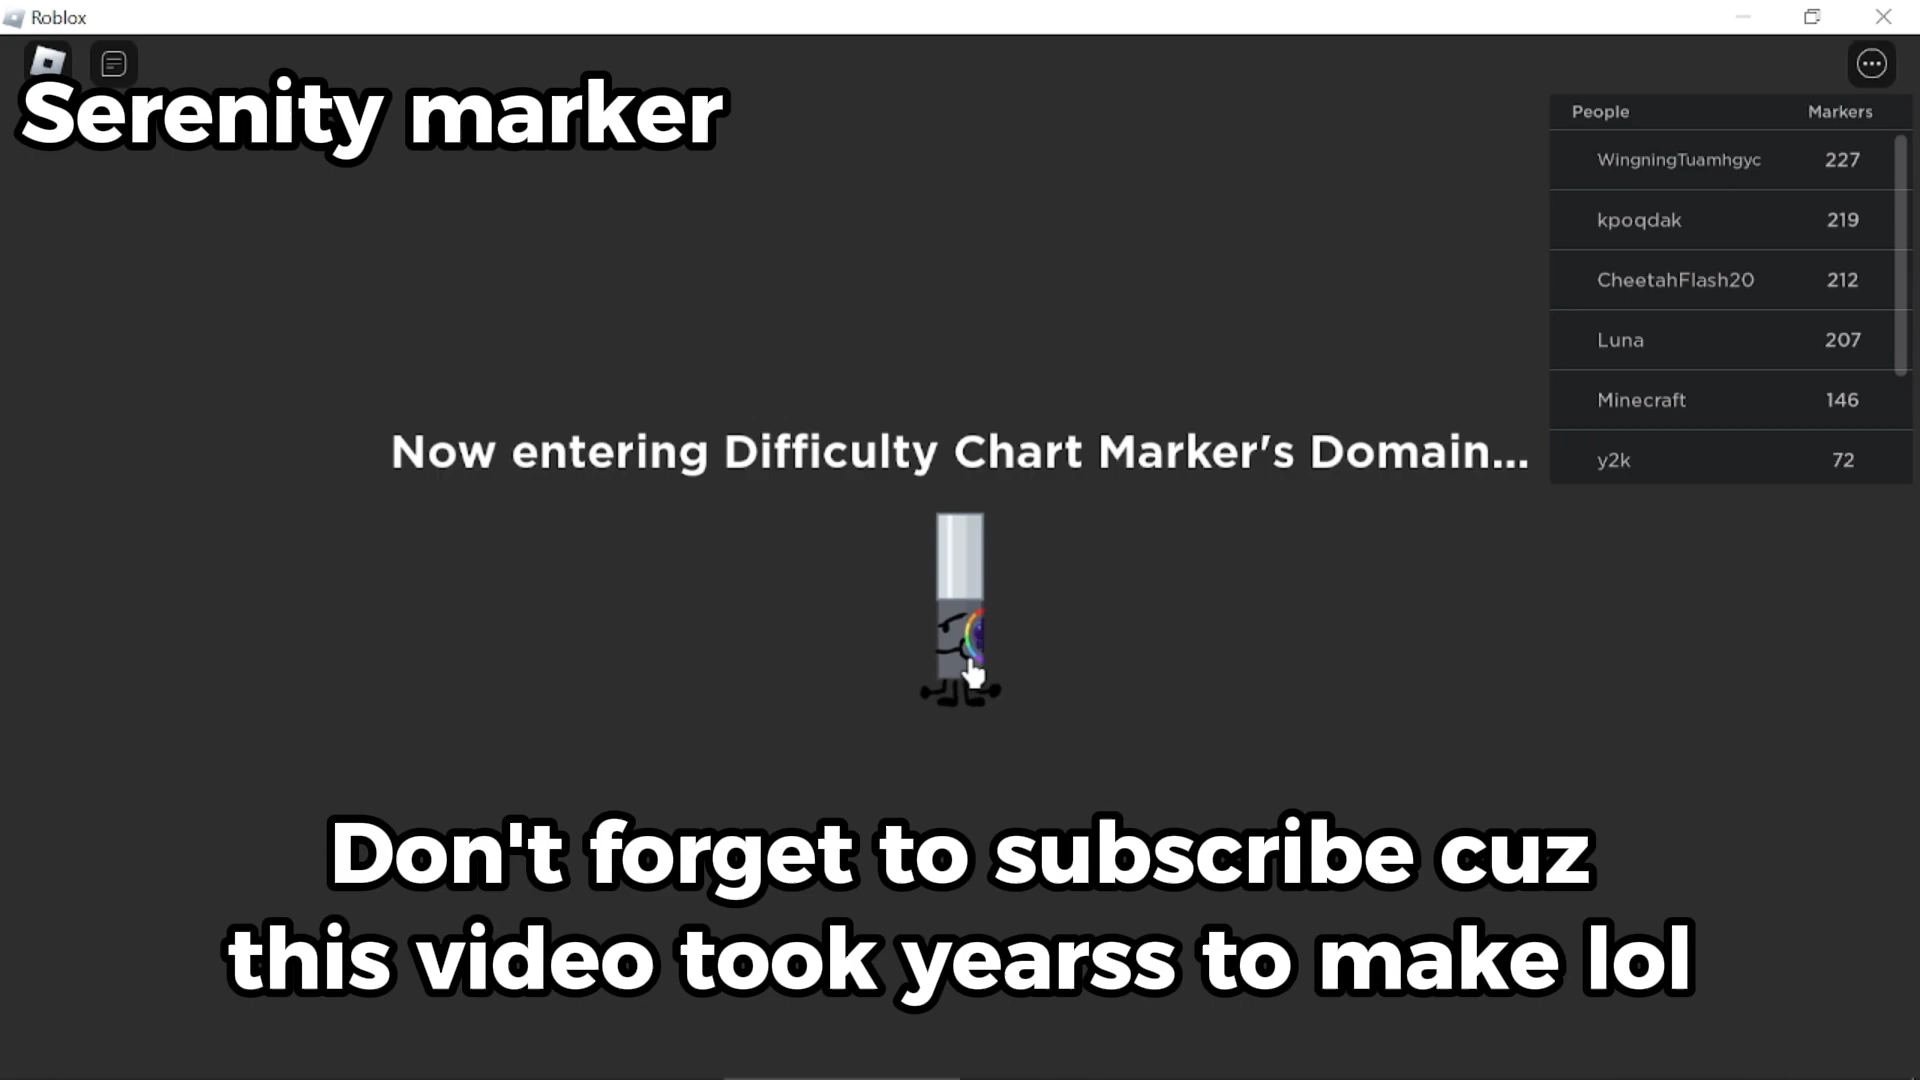 Roblox
Serenity marker
People Markers
WingningTuamhgyc 227
kpoqdak 219
CheetahFlash20 212
Luna 207
Minecraft 146
y2k 72
Now entering Difficulty Chart Marker's Domain...
Don't forget to subscribe cuz
this video took yearss to make lol